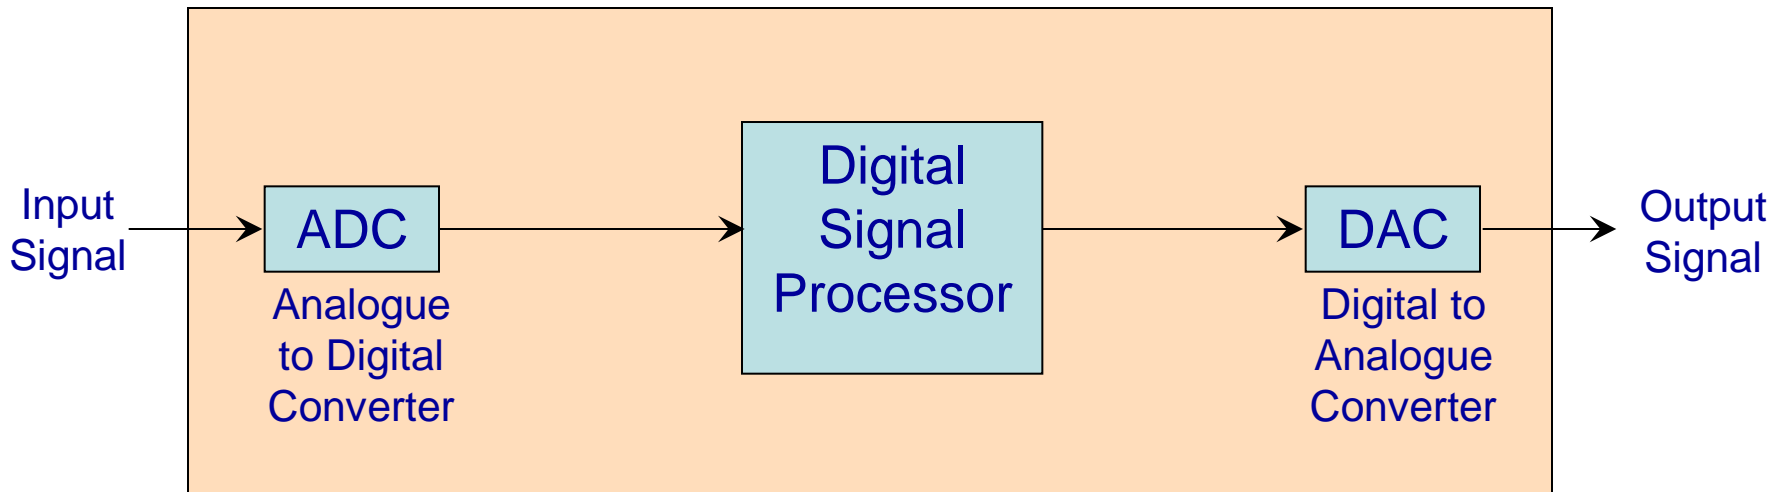 Input
Signal
ADC
Analogue
to Digital
Converter
Digital
Signal
Processor
DAC
Digital to
Analogue
Converter
Output
Signal